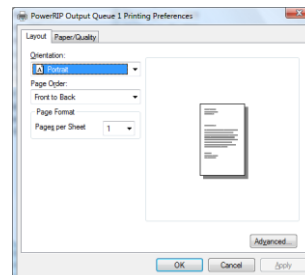 PowerRIP Output Queue 1 Printing Preferences
Layout Paper/Quality
Orientation:
A Portrait
Page Order:
Front to Back
Page Format
Pages per Sheet 1
Advanced...
OK Cancel Apply